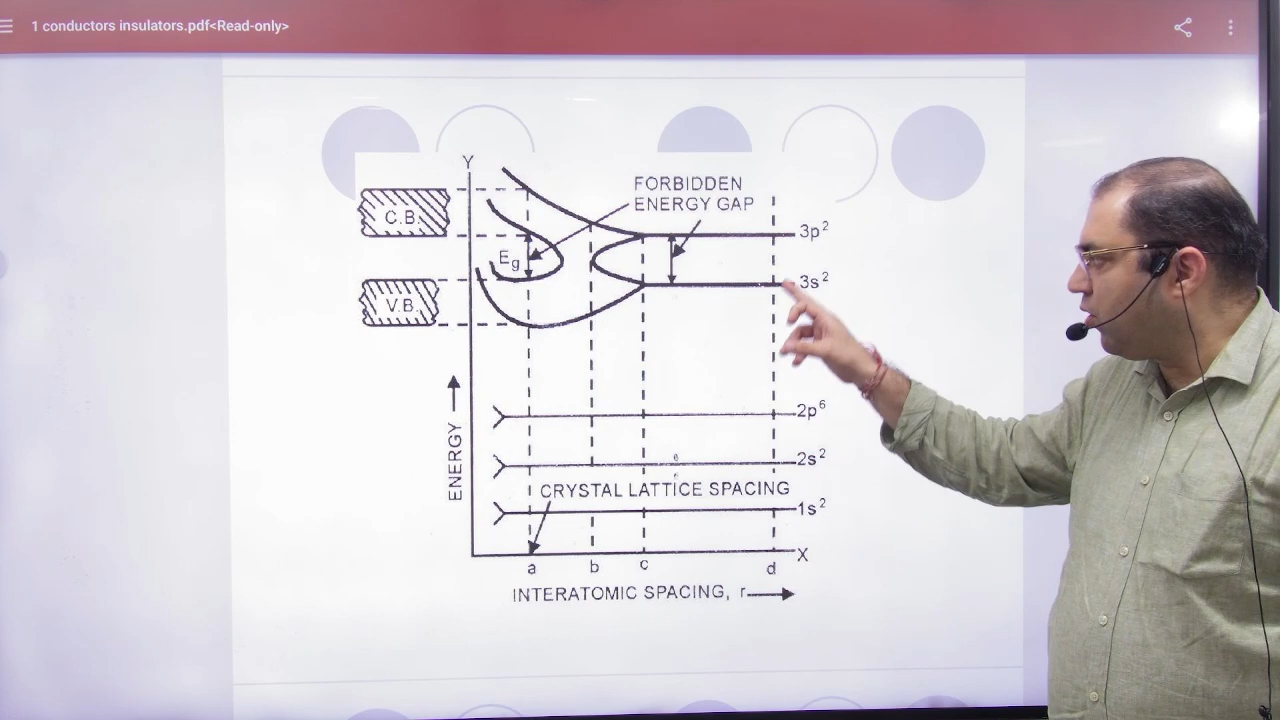 1 conductors insulators.pdf<Read-only>
Y
FORBIDDEN
ENERGY GAP
C.B.
3p²
Eg
3s²
V.B.
ENERGY
2p⁶
2s²
CRYSTAL LATTICE SPACING
1s²
X
a b c d
INTERATOMIC SPACING, r